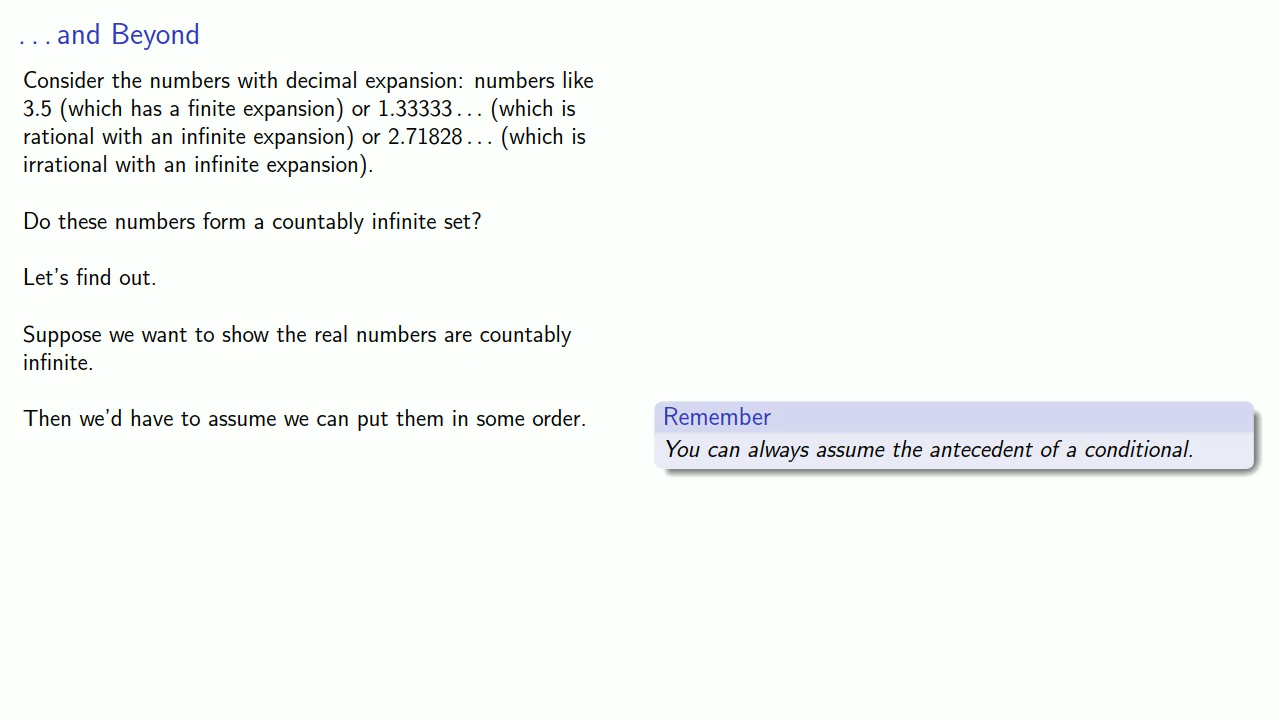 . . . and Beyond
Consider the numbers with decimal expansion: numbers like
3.5 (which has a finite expansion) or 1.33333 . . . (which is
rational with an infinite expansion) or 2.71828 . . . (which is
irrational with an infinite expansion).
Do these numbers form a countably infinite set?
Let's find out.
Suppose we want to show the real numbers are countably
infinite.
Then we'd have to assume we can put them in some order.
Remember
You can always assume the antecedent of a conditional.